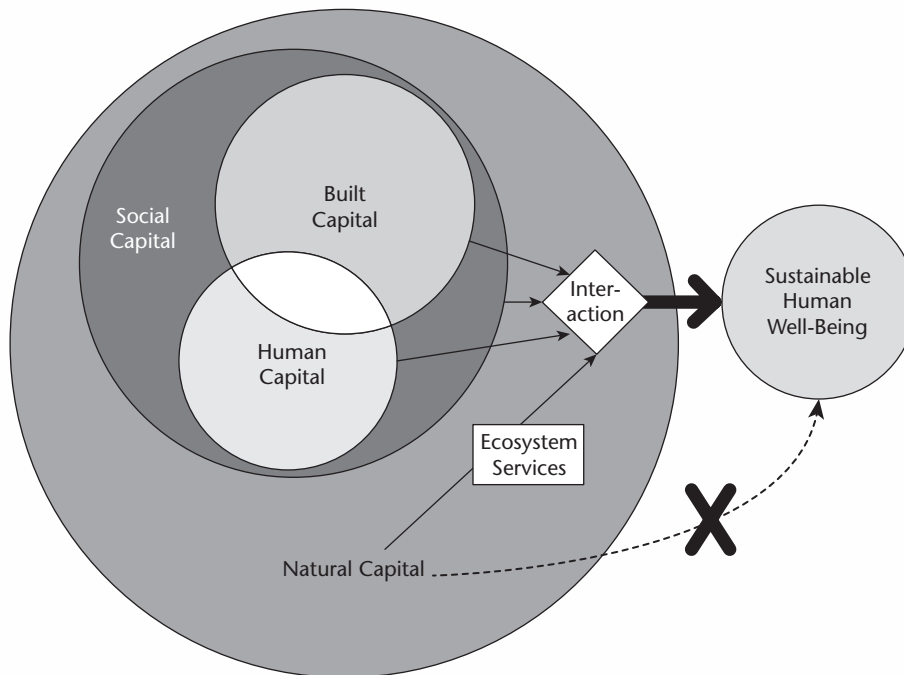 Built
Capital
Social
Capital
Human
Capital
Inter-
action
Sustainable
Human
Well-Being
Ecosystem
Services
Natural Capital